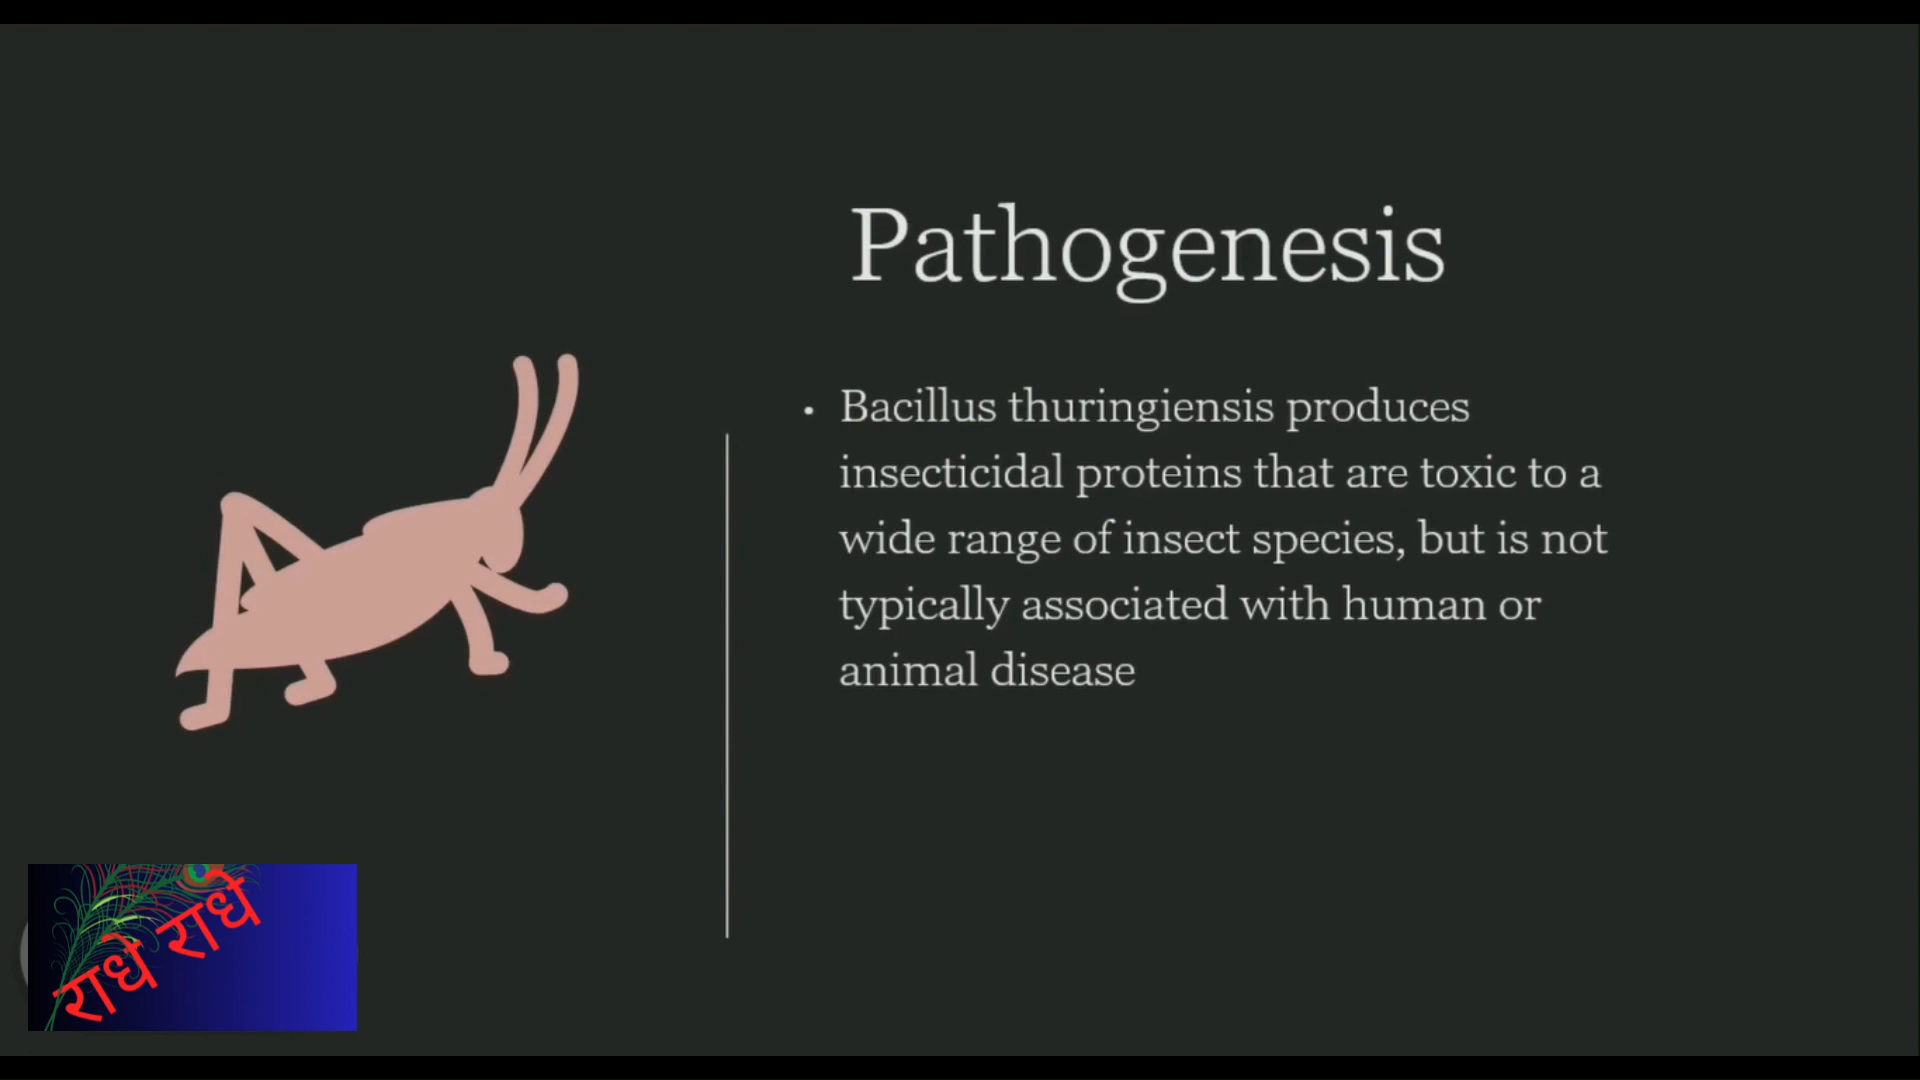 Pathogenesis
• Bacillus thuringiensis produces
insecticidal proteins that are toxic to a
wide range of insect species, but is not
typically associated with human or
animal disease
राधे राधे